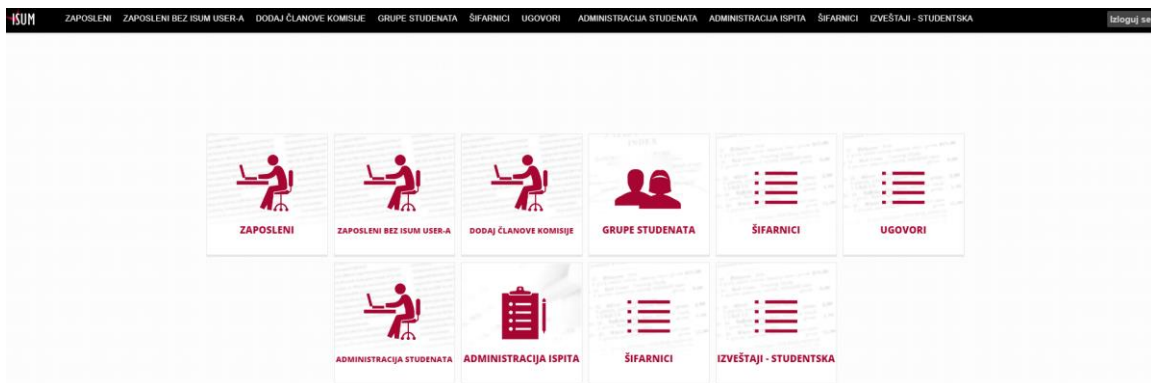 ISUM ZAPOSLENI ZAPOSLENI BEZ ISUM USER-A DODAJ ČLANOVE KOMISIJE GRUPE STUDENATA ŠIFARNICI UGOVORI ADMINISTRACIJA STUDENATA ADMINISTRACIJA ISPITA ŠIFARNICI IZVEŠTAJI - STUDENTSKA Izloguj se
ZAPOSLENI ZAPOSLENI BEZ ISUM USER-A DODAJ ČLANOVE KOMISIJE GRUPE STUDENATA ŠIFARNICI UGOVORI
ADMINISTRACIJA STUDENATA ADMINISTRACIJA ISPITA ŠIFARNICI IZVEŠTAJI - STUDENTSKA